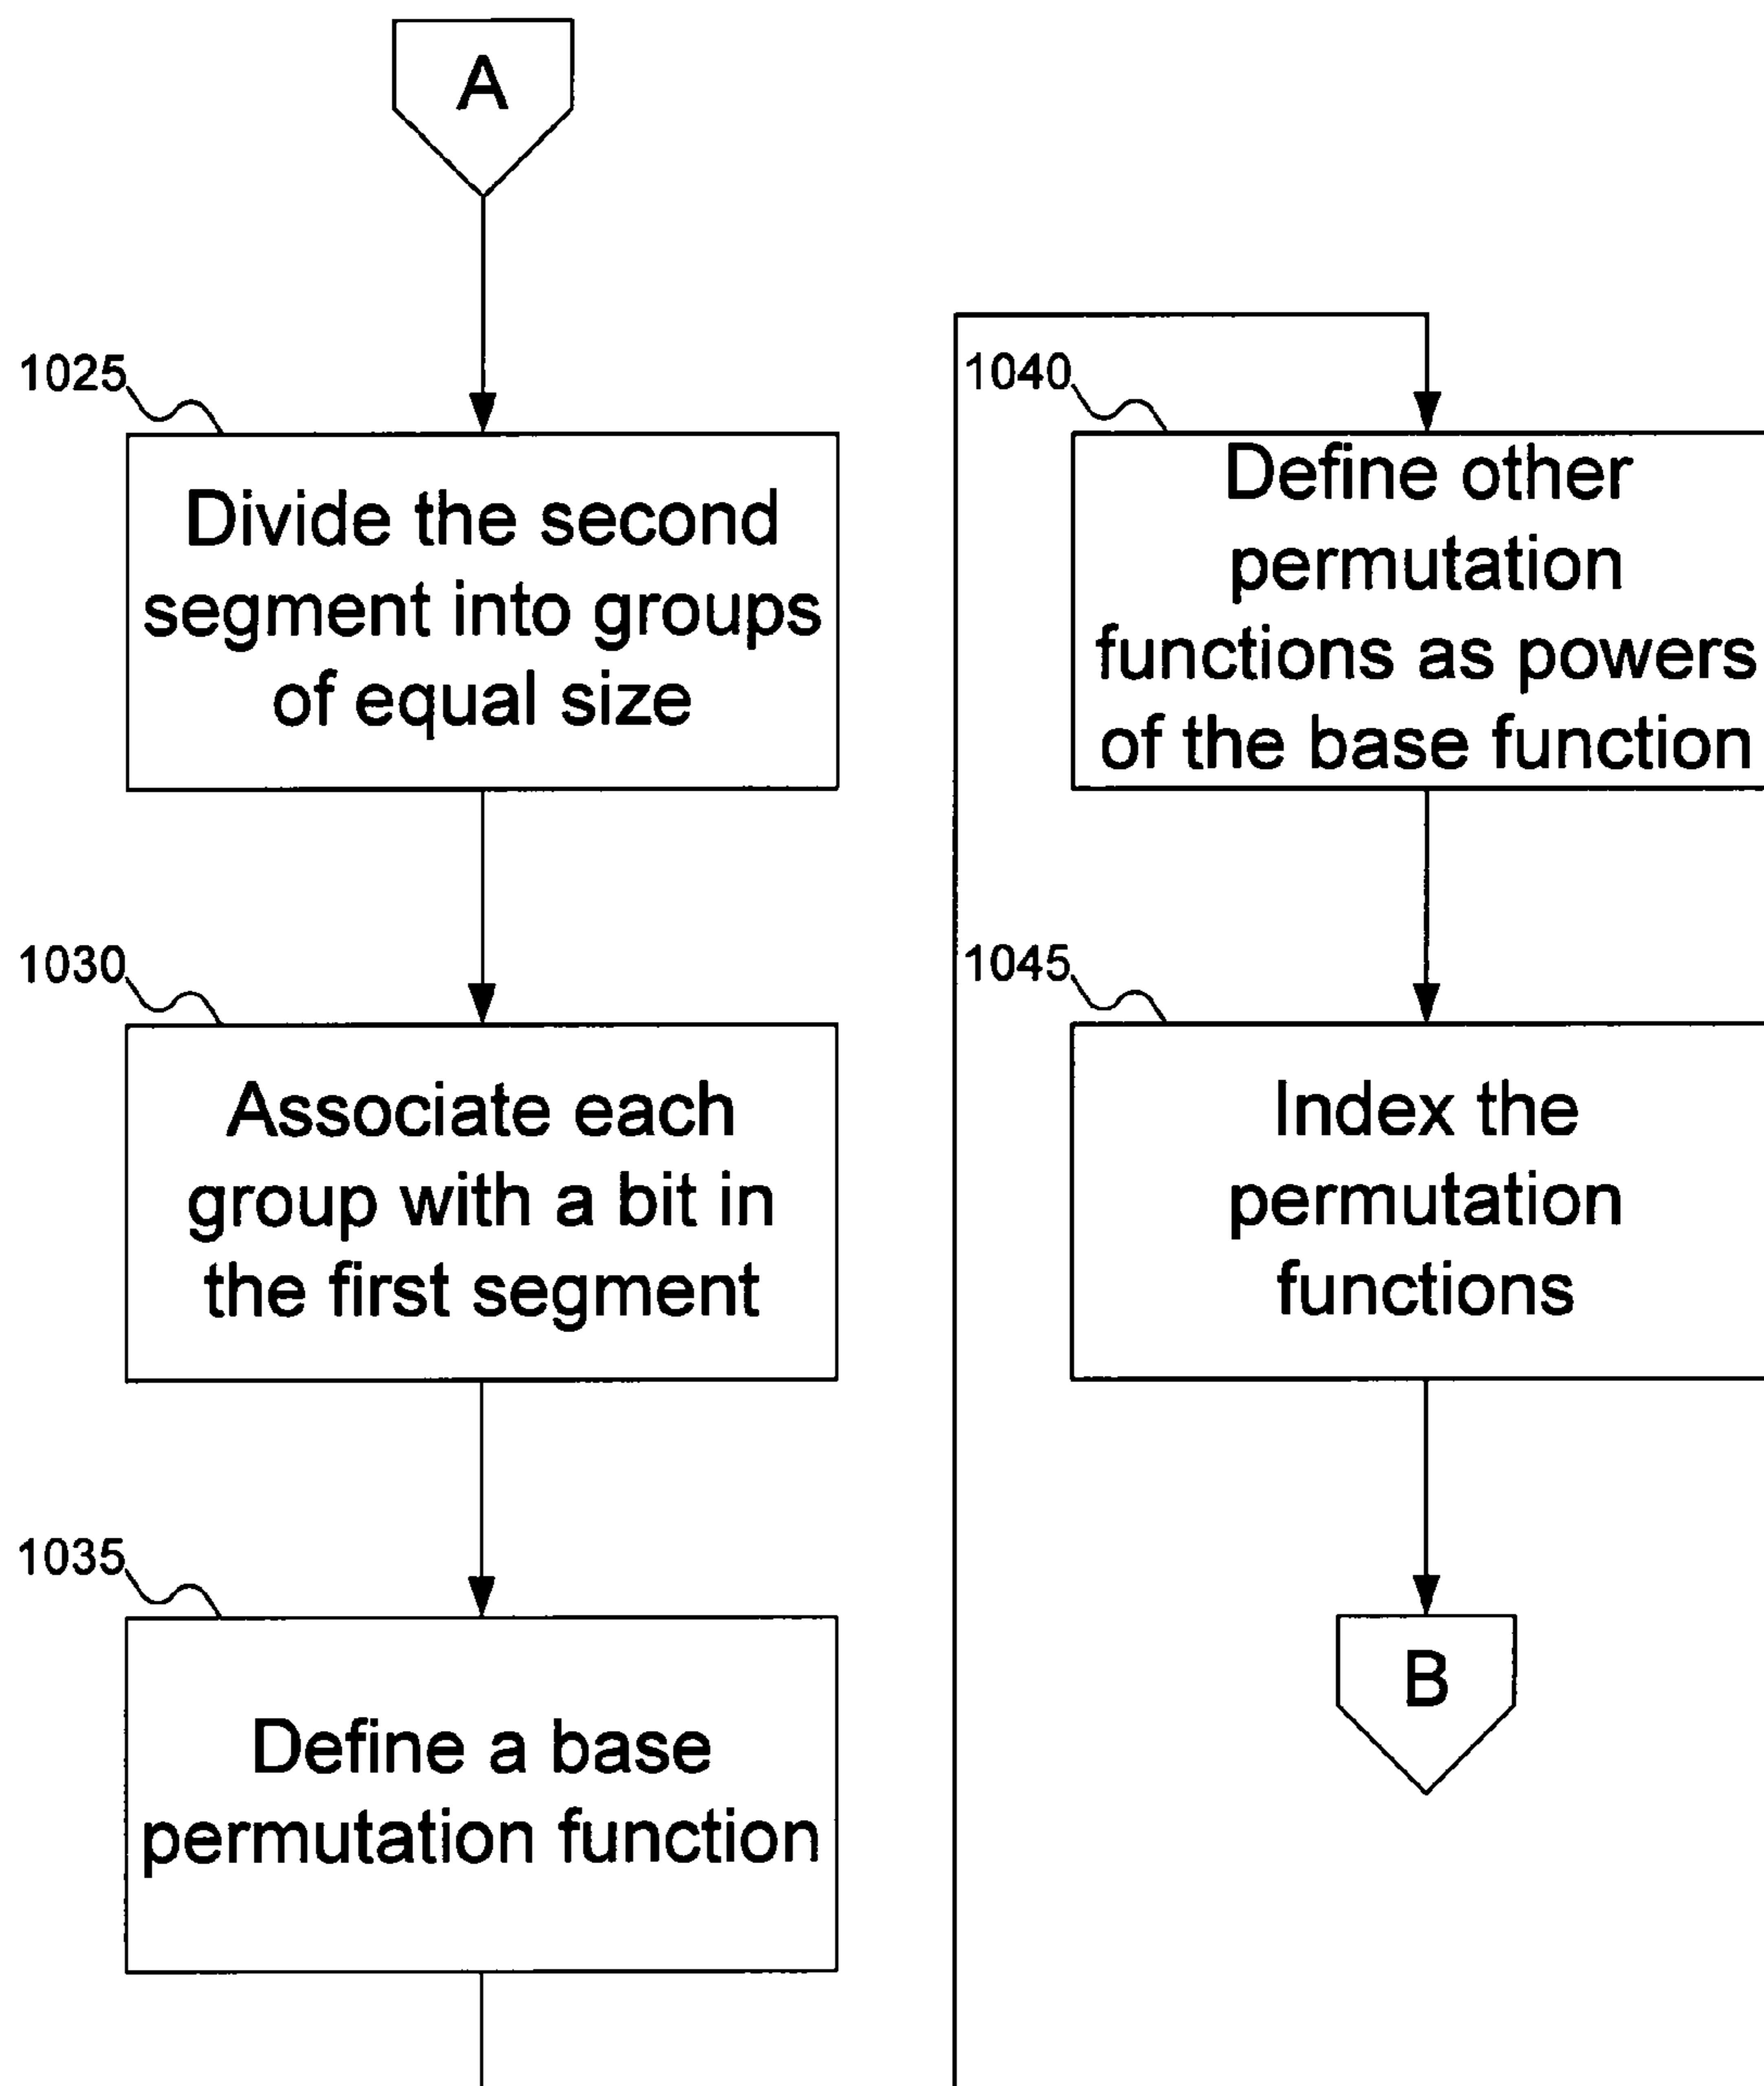 A
1025
Divide the second
segment into groups
of equal size
1030
Associate each
group with a bit in
the first segment
1035
Define a base
permutation function
1040
Define other
permutation
functions as powers
of the base function
1045
Index the
permutation
functions
B